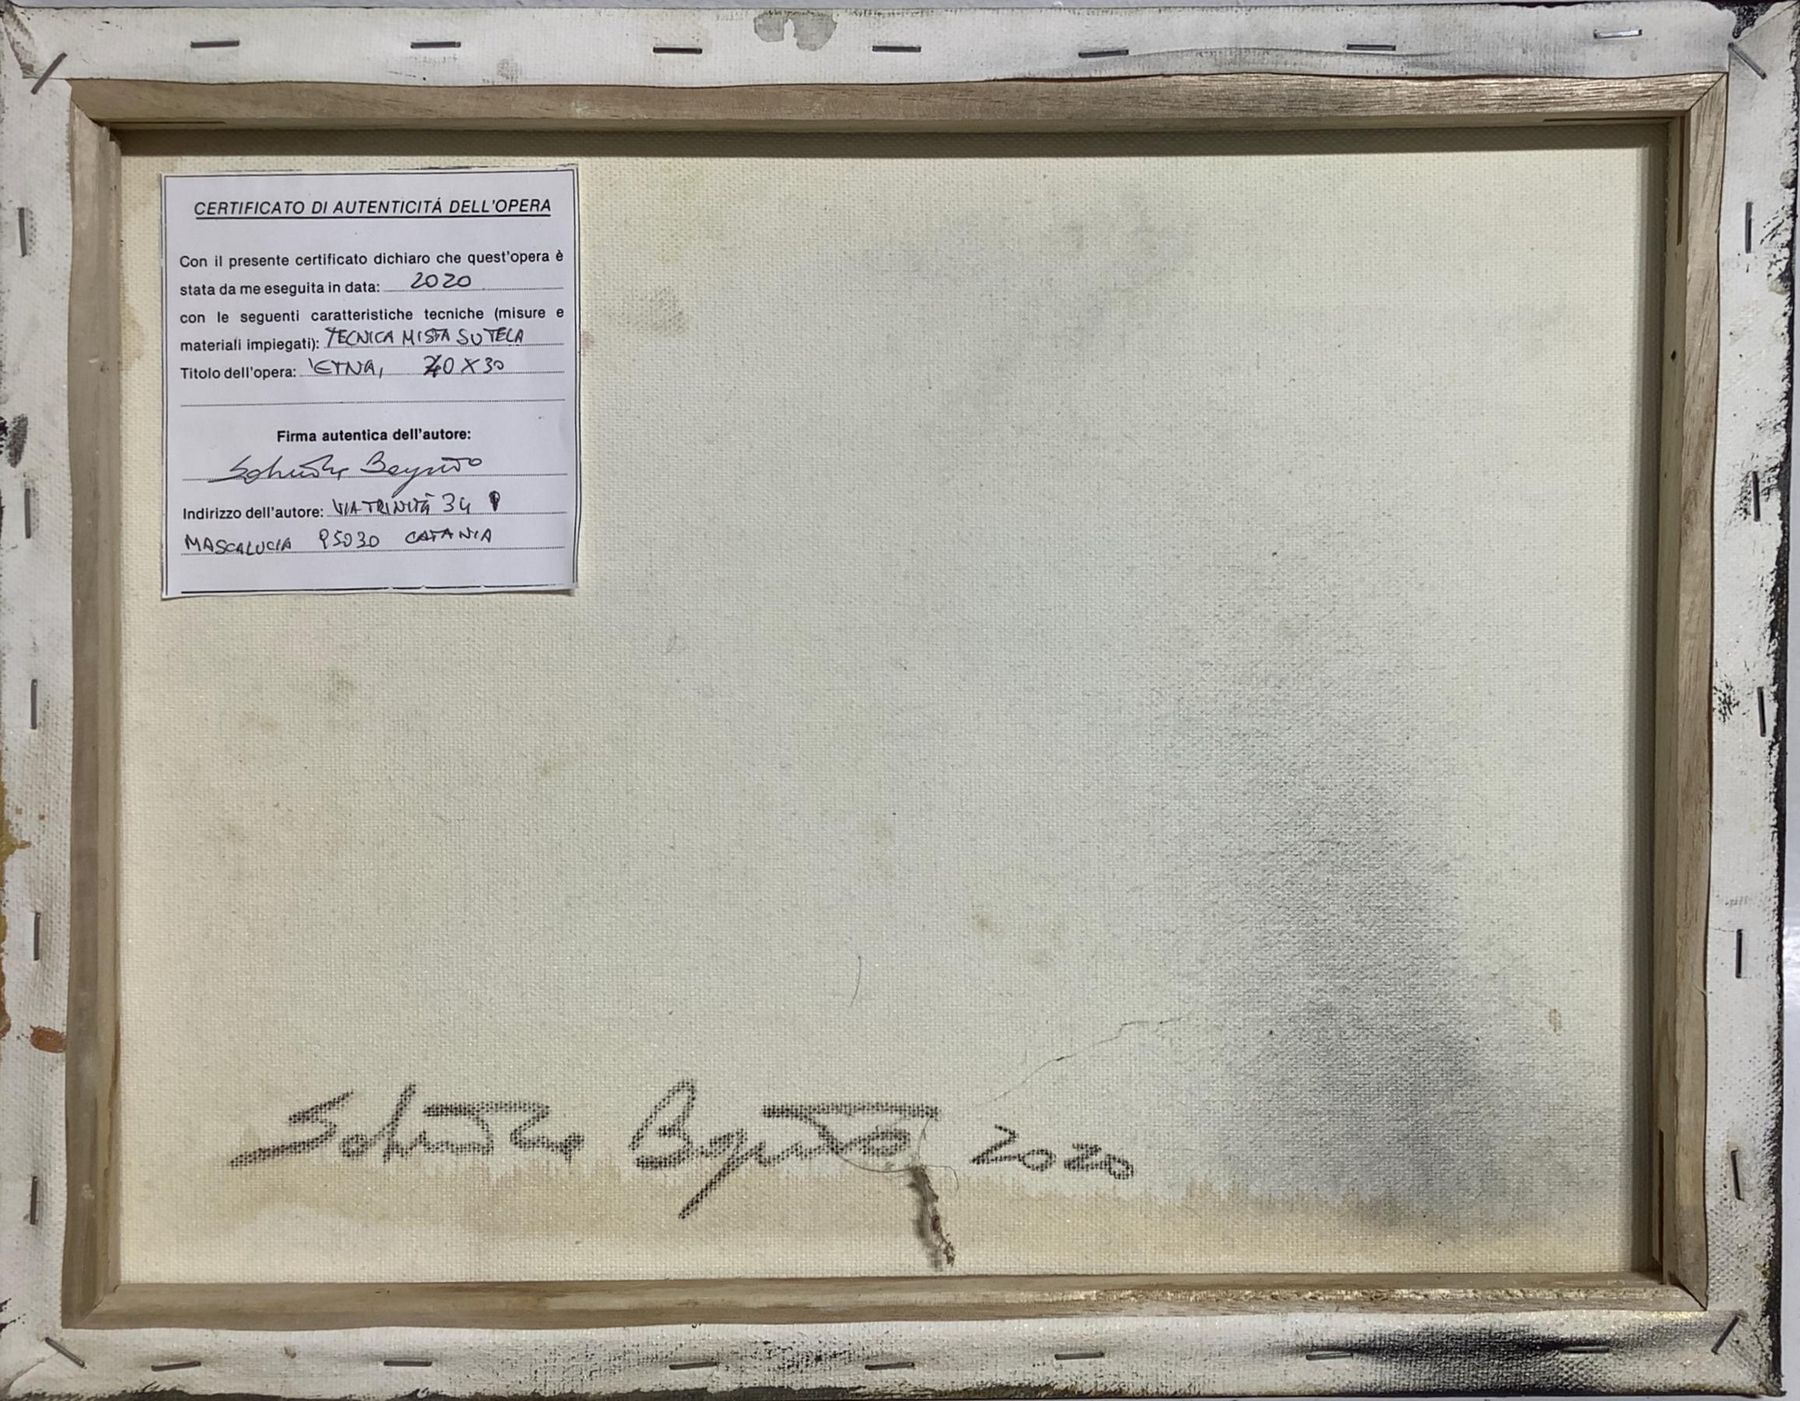 CERTIFICATO DI AUTENTICITÁ DELL'OPERA
Con il presente certificato dichiaro che quest'opera è
stata da me eseguita in data: 2020
con le seguenti caratteristiche tecniche (misure e
materiali impiegati): TECNICA MISTA SU TELA
Titolo dell'opera: ETNA, 40 X 30
Firma autentica dell'autore:
Indirizzo dell'autore: VIA TRINITÀ 34
MASCALUCIA 95030 CATANIA
2020